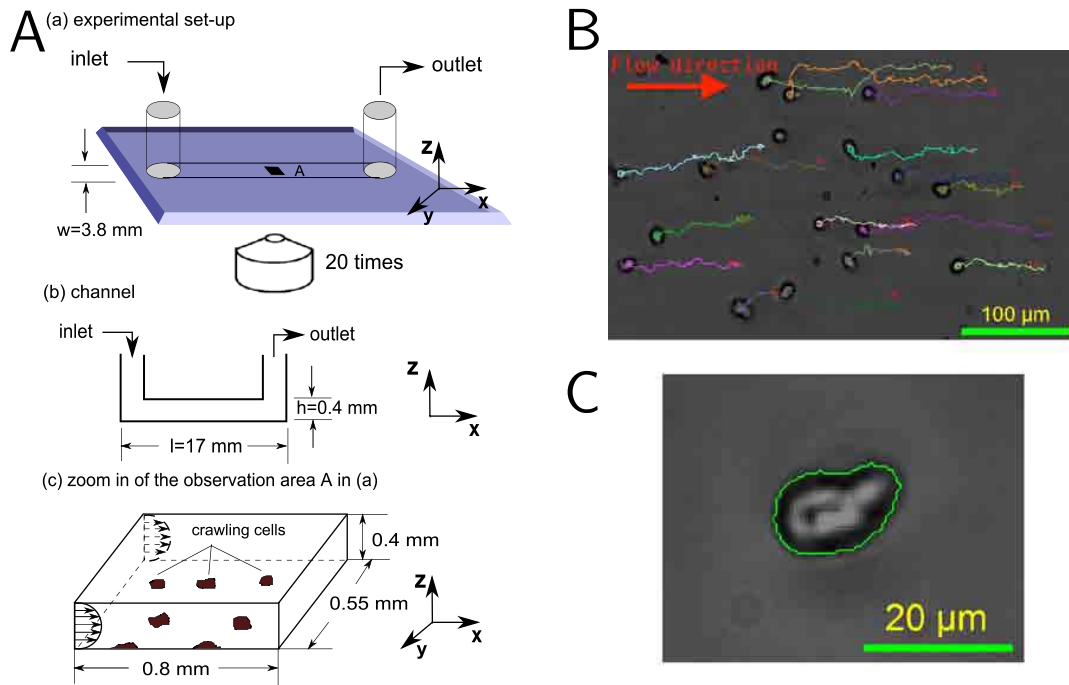 A
(a) experimental set-up
inlet
outlet
z
A
x
y
w=3.8 mm
20 times
(b) channel
inlet
outlet
z
h=0.4 mm
x
l=17 mm
(c) zoom in of the observation area A in (a)
crawling cells
0.4 mm
z
0.55 mm
x
y
0.8 mm
B
Flow direction
100 µm
C
20 µm